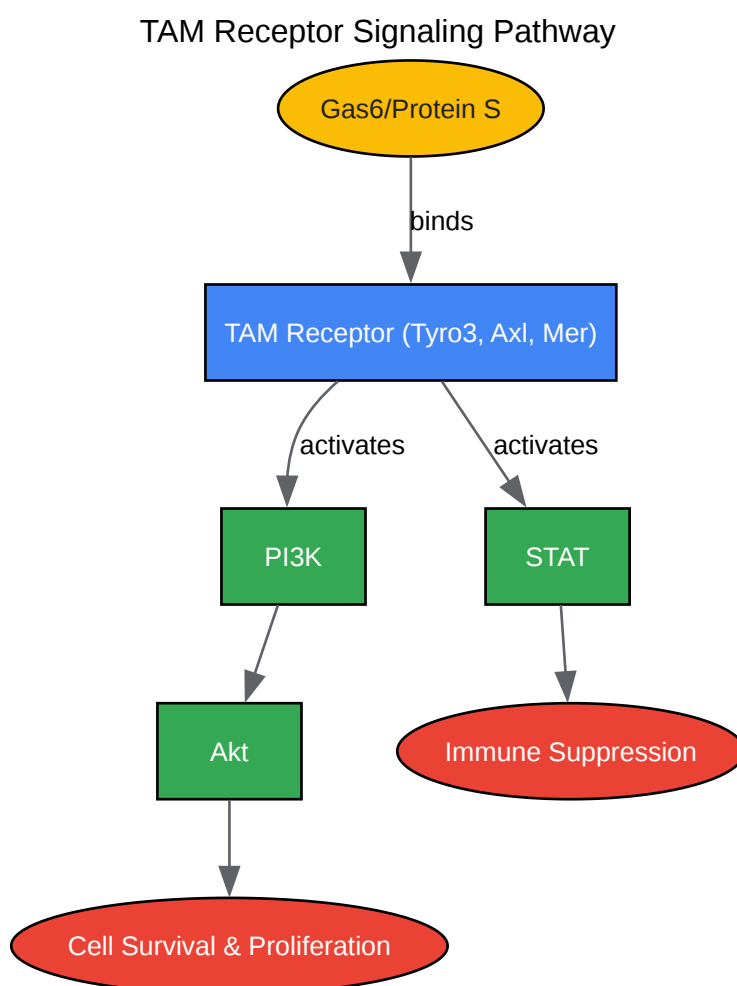 TAM Receptor Signaling Pathway
Gas6/Protein S
binds
TAM Receptor (Tyro3, Axl, Mer)
activates
activates
PI3K
STAT
Akt
Immune Suppression
Cell Survival & Proliferation